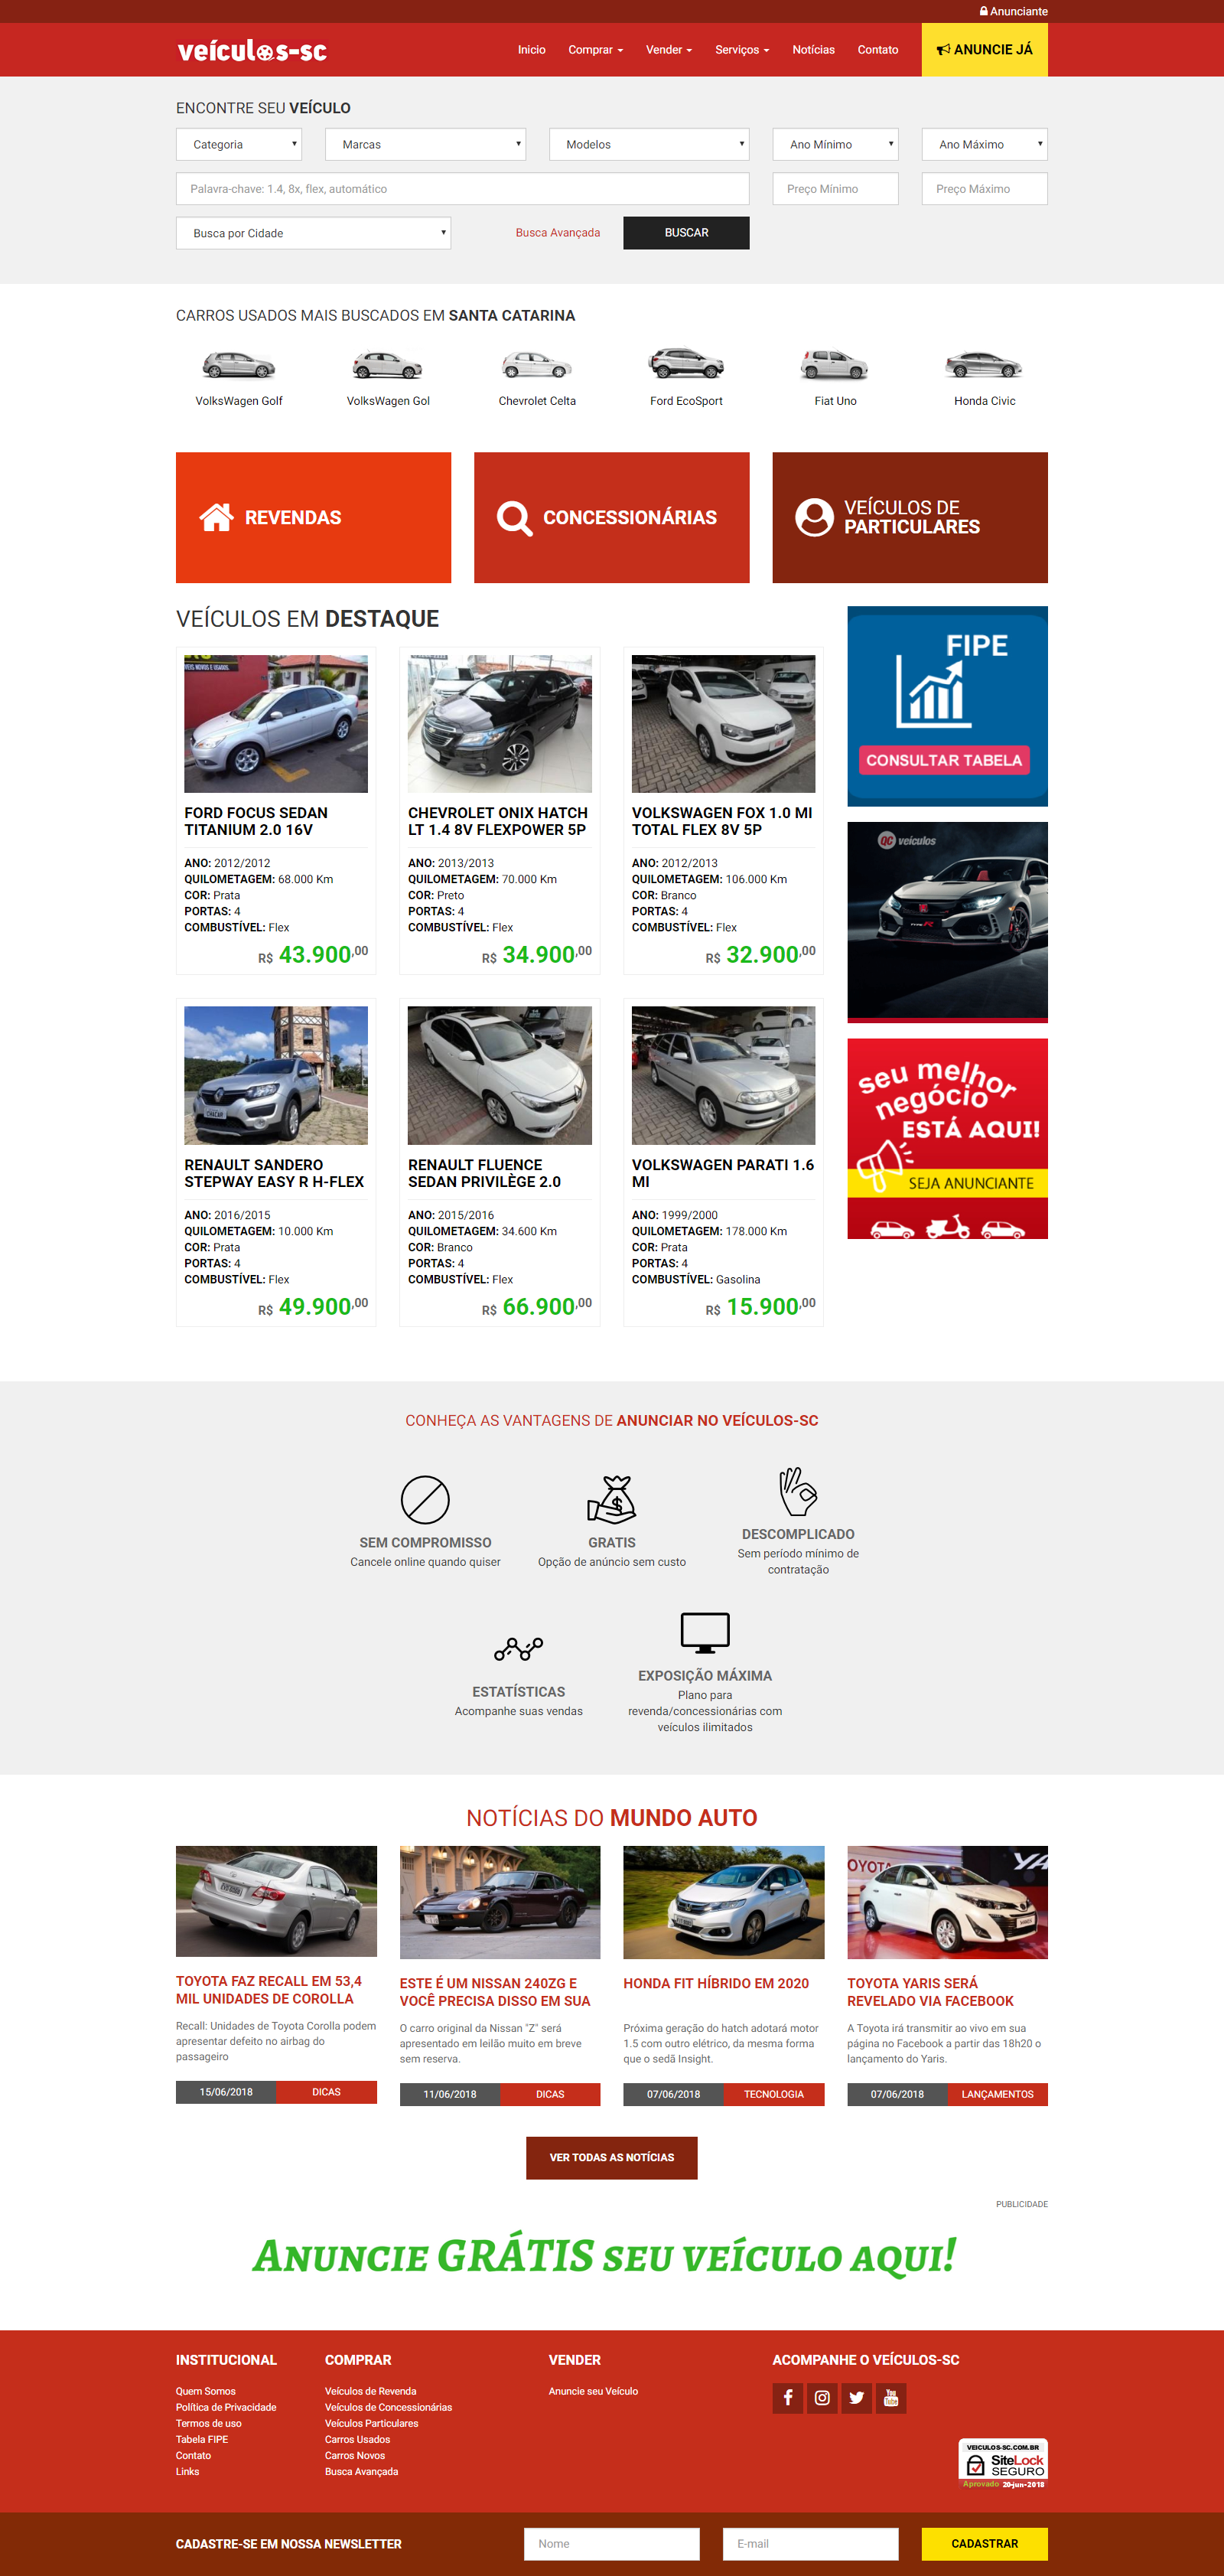 Anunciante
veículos-sc
Inicio Comprar Vender Serviços Notícias Contato ANUNCIE JÁ
ENCONTRE SEU VEÍCULO
Categoria Marcas Modelos Ano Mínimo Ano Máximo
Palavra-chave: 1.4, 8x, flex, automático Preço Mínimo Preço Máximo
Busca por Cidade Busca Avançada BUSCAR
CARROS USADOS MAIS BUSCADOS EM SANTA CATARINA
VolksWagen Golf VolksWagen Gol Chevrolet Celta Ford EcoSport Fiat Uno Honda Civic
REVENDAS
CONCESSIONÁRIAS
VEÍCULOS DE
PARTICULARES
VEÍCULOS EM DESTAQUE
FORD FOCUS SEDAN
TITANIUM 2.0 16V
ANO: 2012/2012
QUILOMETAGEM: 68.000 Km
COR: Prata
PORTAS: 4
COMBUSTÍVEL: Flex
R$ 43.900,00
CHEVROLET ONIX HATCH
LT 1.4 8V FLEXPOWER 5P
ANO: 2013/2013
QUILOMETAGEM: 70.000 Km
COR: Preto
PORTAS: 4
COMBUSTÍVEL: Flex
R$ 34.900,00
VOLKSWAGEN FOX 1.0 MI
TOTAL FLEX 8V 5P
ANO: 2012/2013
QUILOMETAGEM: 106.000 Km
COR: Branco
PORTAS: 4
COMBUSTÍVEL: Flex
R$ 32.900,00
RENAULT SANDERO
STEPWAY EASY R H-FLEX
ANO: 2016/2015
QUILOMETAGEM: 10.000 Km
COR: Prata
PORTAS: 4
COMBUSTÍVEL: Flex
R$ 49.900,00
RENAULT FLUENCE
SEDAN PRIVILÈGE 2.0
ANO: 2015/2016
QUILOMETAGEM: 34.600 Km
COR: Branco
PORTAS: 4
COMBUSTÍVEL: Flex
R$ 66.900,00
VOLKSWAGEN PARATI 1.6
MI
ANO: 1999/2000
QUILOMETAGEM: 178.000 Km
COR: Prata
PORTAS: 4
COMBUSTÍVEL: Gasolina
R$ 15.900,00
FIPE
CONSULTAR TABELA
QC veículos
TYPE R
seu melhor
negócio
ESTÁ AQUI!
SEJA ANUNCIANTE
CONHEÇA AS VANTAGENS DE ANUNCIAR NO VEÍCULOS-SC
SEM COMPROMISSO
Cancele online quando quiser
GRATIS
Opção de anúncio sem custo
DESCOMPLICADO
Sem período mínimo de
contratação
ESTATÍSTICAS
Acompanhe suas vendas
EXPOSIÇÃO MÁXIMA
Plano para
revenda/concessionárias com
veículos ilimitados
NOTÍCIAS DO MUNDO AUTO
TOYOTA FAZ RECALL EM 53,4
MIL UNIDADES DE COROLLA
Recall: Unidades de Toyota Corolla podem
apresentar defeito no airbag do
passageiro
15/06/2018 DICAS
ESTE É UM NISSAN 240ZG E
VOCÊ PRECISA DISSO EM SUA
O carro original da Nissan "Z" será
apresentado em leilão muito em breve
sem reserva.
11/06/2018 DICAS
HONDA FIT HÍBRIDO EM 2020
Próxima geração do hatch adotará motor
1.5 com outro elétrico, da mesma forma
que o sedã Insight.
07/06/2018 TECNOLOGIA
TOYOTA YARIS SERÁ
REVELADO VIA FACEBOOK
A Toyota irá transmitir ao vivo em sua
página no Facebook a partir das 18h20 o
lançamento do Yaris.
07/06/2018 LANÇAMENTOS
VER TODAS AS NOTÍCIAS
PUBLICIDADE
ANUNCIE GRÁTIS SEU VEÍCULO AQUI!
INSTITUCIONAL
Quem Somos
Política de Privacidade
Termos de uso
Tabela FIPE
Contato
Links
COMPRAR
Veículos de Revenda
Veículos de Concessionárias
Veículos Particulares
Carros Usados
Carros Novos
Busca Avançada
VENDER
Anuncie seu Veículo
ACOMPANHE O VEÍCULOS-SC
You
Tube
VEICULOS-SC.COM.BR
SiteLock
SEGURO
Aprovado 20-jun-2018
CADASTRE-SE EM NOSSA NEWSLETTER Nome E-mail CADASTRAR